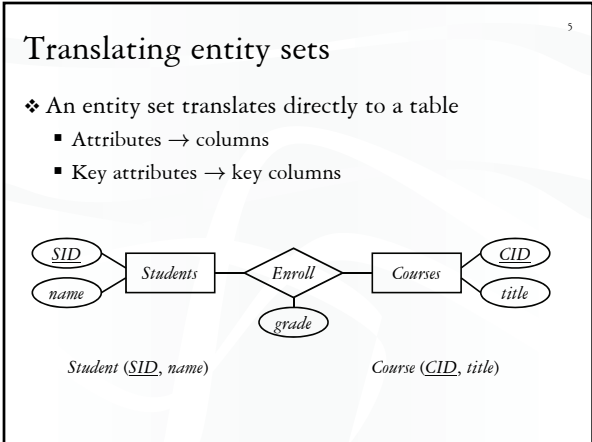 5
Translating entity sets
❖ An entity set translates directly to a table
▪ Attributes → columns
▪ Key attributes → key columns
SID
name
Students
Enroll
grade
Courses
CID
title
Student (SID, name)
Course (CID, title)